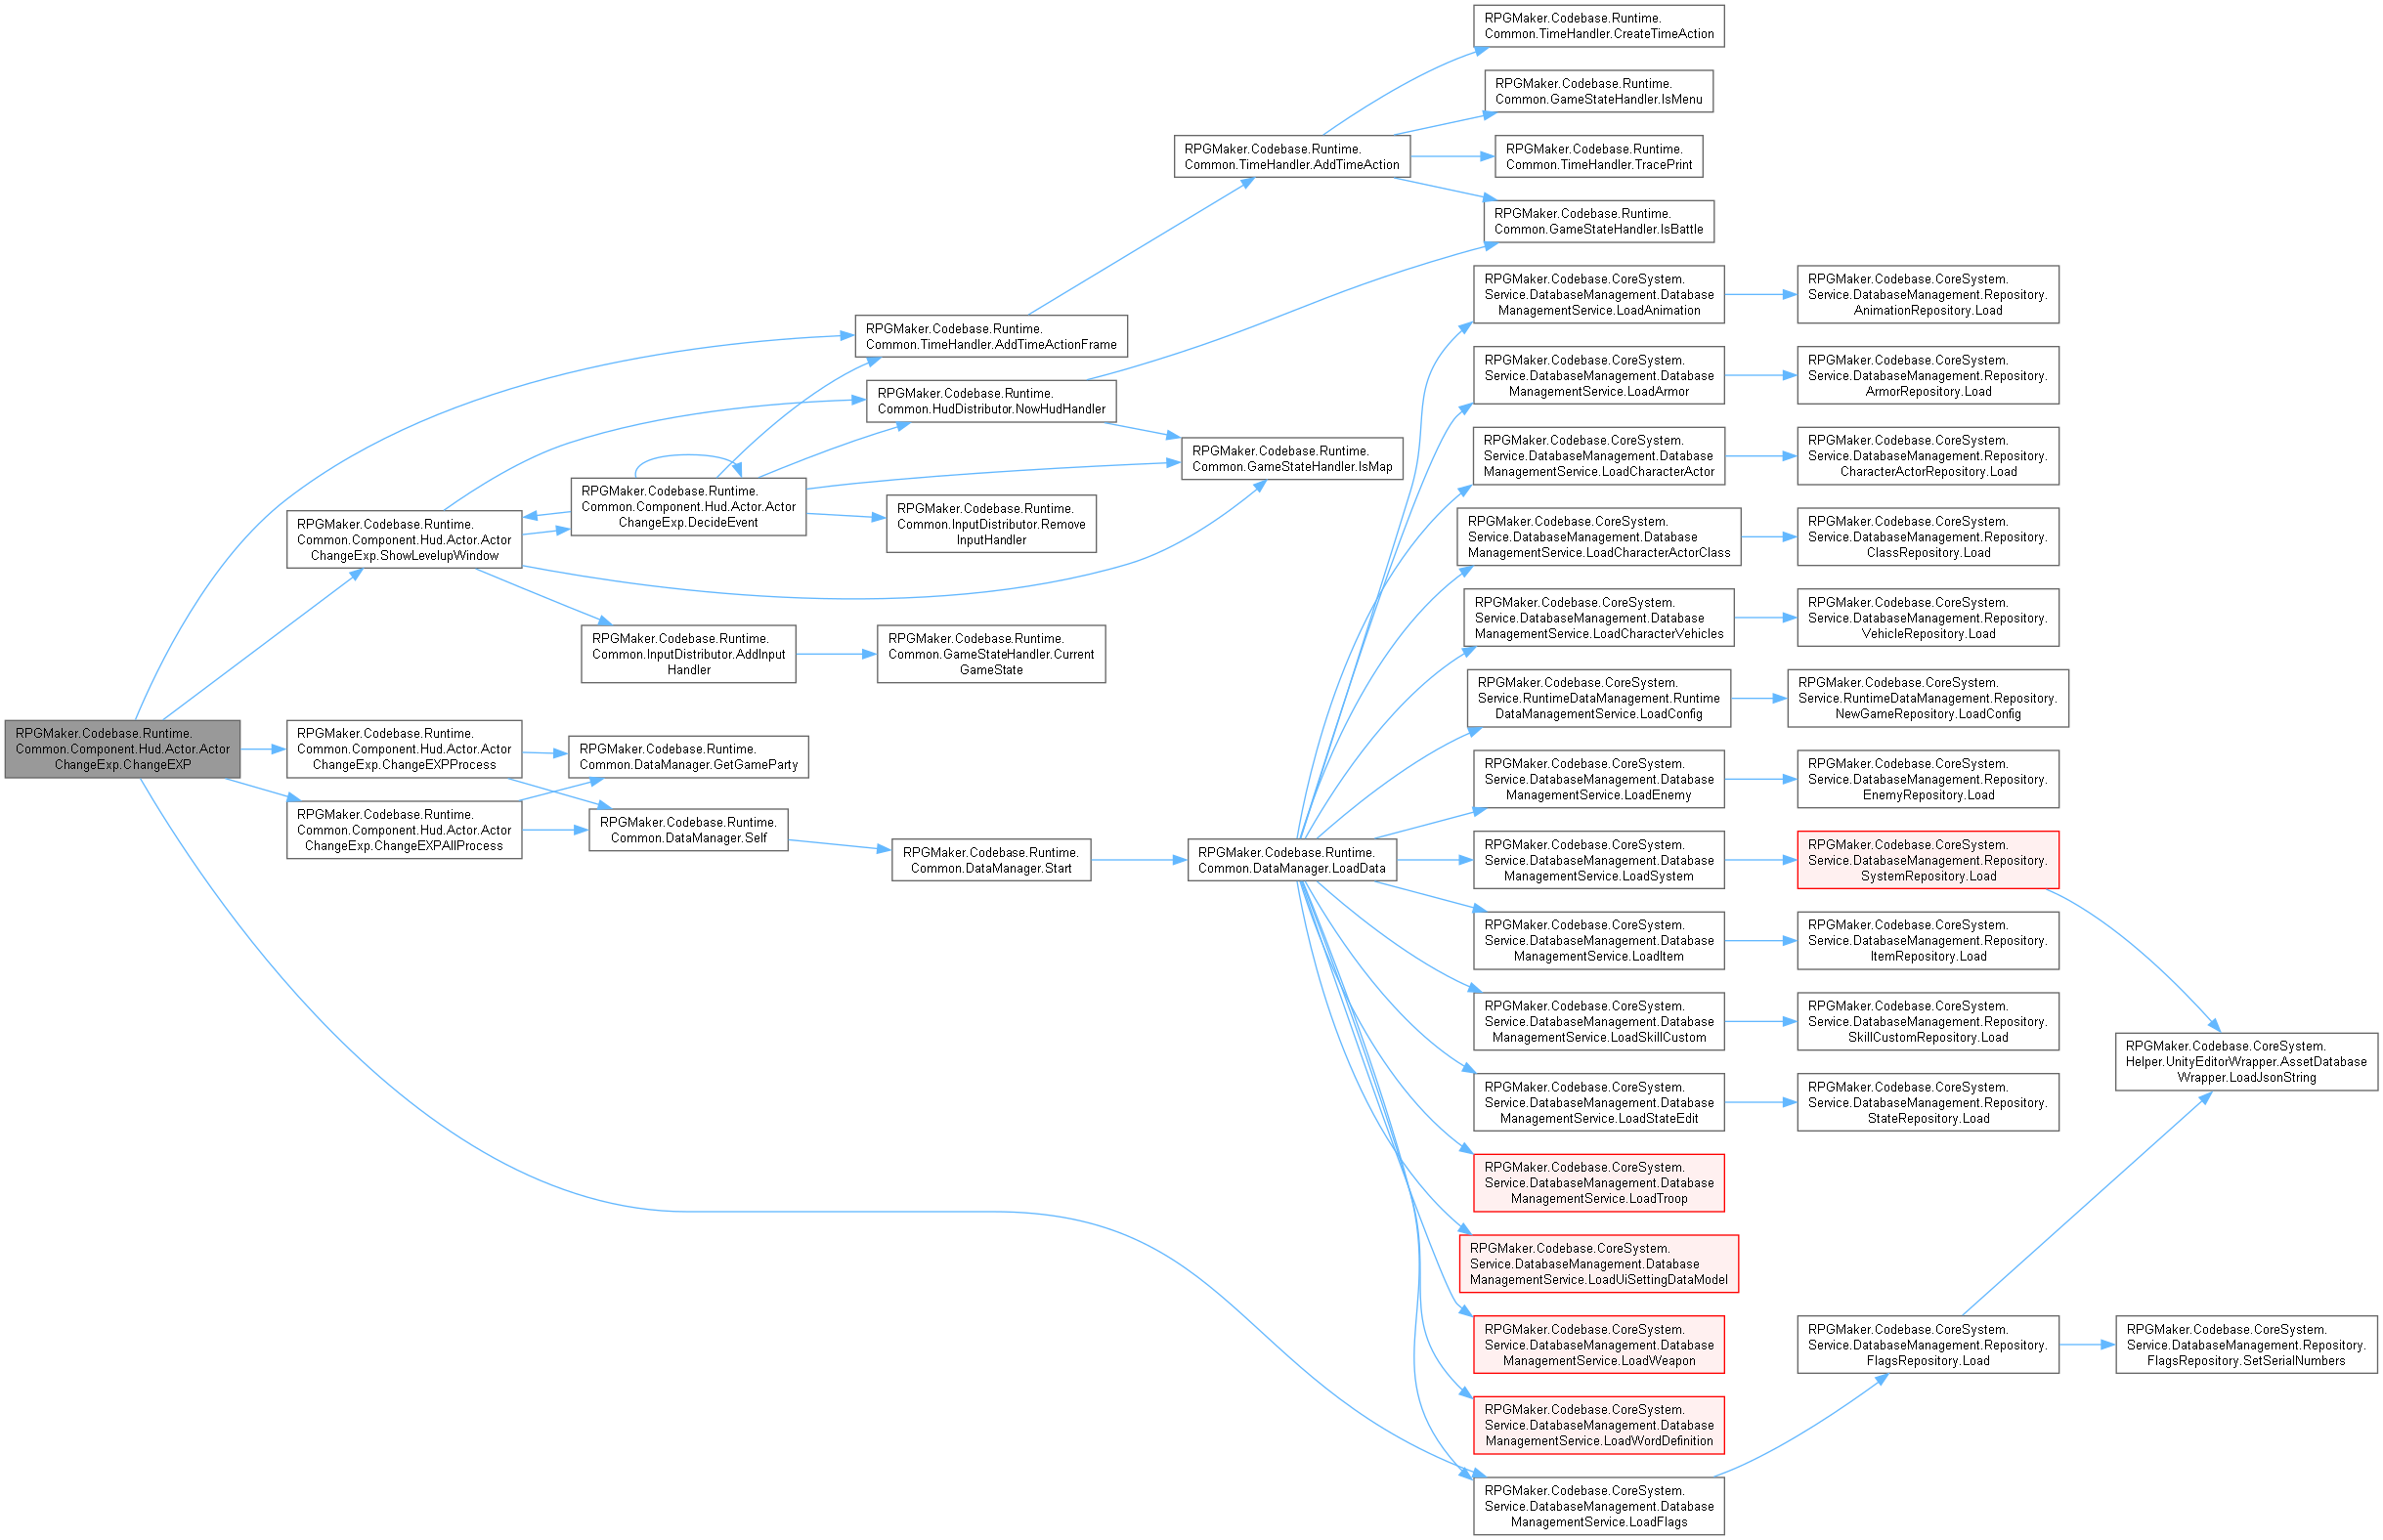 RPGMaker.Codebase.Runtime.
Common.TimeHandler.CreateTimeAction
RPGMaker.Codebase.Runtime.
Common.GameStateHandler.IsMenu
RPGMaker.Codebase.Runtime.
Common.TimeHandler.AddTimeAction
RPGMaker.Codebase.Runtime.
Common.TimeHandler.TracePrint
RPGMaker.Codebase.Runtime.
Common.GameStateHandler.IsBattle
RPGMaker.Codebase.CoreSystem.
Service.DatabaseManagement.Database
ManagementService.LoadAnimation
RPGMaker.Codebase.CoreSystem.
Service.DatabaseManagement.Repository.
AnimationRepository.Load
RPGMaker.Codebase.Runtime.
Common.TimeHandler.AddTimeActionFrame
RPGMaker.Codebase.CoreSystem.
Service.DatabaseManagement.Database
ManagementService.LoadArmor
RPGMaker.Codebase.CoreSystem.
Service.DatabaseManagement.Repository.
ArmorRepository.Load
RPGMaker.Codebase.Runtime.
Common.HudDistributor.NowHudHandler
RPGMaker.Codebase.Runtime.
Common.GameStateHandler.IsMap
RPGMaker.Codebase.CoreSystem.
Service.DatabaseManagement.Database
ManagementService.LoadCharacterActor
RPGMaker.Codebase.CoreSystem.
Service.DatabaseManagement.Repository.
CharacterActorRepository.Load
RPGMaker.Codebase.Runtime.
Common.Component.Hud.Actor.Actor
ChangeExp.DecideEvent
RPGMaker.Codebase.Runtime.
Common.InputDistributor.Remove
InputHandler
RPGMaker.Codebase.Runtime.
Common.Component.Hud.Actor.Actor
ChangeExp.ShowLevelupWindow
RPGMaker.Codebase.CoreSystem.
Service.DatabaseManagement.Database
ManagementService.LoadCharacterActorClass
RPGMaker.Codebase.CoreSystem.
Service.DatabaseManagement.Repository.
ClassRepository.Load
RPGMaker.Codebase.CoreSystem.
Service.DatabaseManagement.Database
ManagementService.LoadCharacterVehicles
RPGMaker.Codebase.CoreSystem.
Service.DatabaseManagement.Repository.
VehicleRepository.Load
RPGMaker.Codebase.Runtime.
Common.InputDistributor.AddInput
Handler
RPGMaker.Codebase.Runtime.
Common.GameStateHandler.Current
GameState
RPGMaker.Codebase.CoreSystem.
Service.RuntimeDataManagement.Runtime
DataManagementService.LoadConfig
RPGMaker.Codebase.CoreSystem.
Service.RuntimeDataManagement.Repository.
NewGameRepository.LoadConfig
RPGMaker.Codebase.Runtime.
Common.Component.Hud.Actor.Actor
ChangeExp.ChangeEXP
RPGMaker.Codebase.Runtime.
Common.Component.Hud.Actor.Actor
ChangeExp.ChangeEXPProcess
RPGMaker.Codebase.Runtime.
Common.DataManager.GetGameParty
RPGMaker.Codebase.CoreSystem.
Service.DatabaseManagement.Database
ManagementService.LoadEnemy
RPGMaker.Codebase.CoreSystem.
Service.DatabaseManagement.Repository.
EnemyRepository.Load
RPGMaker.Codebase.Runtime.
Common.Component.Hud.Actor.Actor
ChangeExp.ChangeEXPAllProcess
RPGMaker.Codebase.Runtime.
Common.DataManager.Self
RPGMaker.Codebase.Runtime.
Common.DataManager.Start
RPGMaker.Codebase.Runtime.
Common.DataManager.LoadData
RPGMaker.Codebase.CoreSystem.
Service.DatabaseManagement.Database
ManagementService.LoadSystem
RPGMaker.Codebase.CoreSystem.
Service.DatabaseManagement.Repository.
SystemRepository.Load
RPGMaker.Codebase.CoreSystem.
Service.DatabaseManagement.Database
ManagementService.LoadItem
RPGMaker.Codebase.CoreSystem.
Service.DatabaseManagement.Repository.
ItemRepository.Load
RPGMaker.Codebase.CoreSystem.
Service.DatabaseManagement.Database
ManagementService.LoadSkillCustom
RPGMaker.Codebase.CoreSystem.
Service.DatabaseManagement.Repository.
SkillCustomRepository.Load
RPGMaker.Codebase.CoreSystem.
Helper.UnityEditorWrapper.AssetDatabase
Wrapper.LoadJsonString
RPGMaker.Codebase.CoreSystem.
Service.DatabaseManagement.Database
ManagementService.LoadStateEdit
RPGMaker.Codebase.CoreSystem.
Service.DatabaseManagement.Repository.
StateRepository.Load
RPGMaker.Codebase.CoreSystem.
Service.DatabaseManagement.Database
ManagementService.LoadTroop
RPGMaker.Codebase.CoreSystem.
Service.DatabaseManagement.Database
ManagementService.LoadUiSettingDataModel
RPGMaker.Codebase.CoreSystem.
Service.DatabaseManagement.Database
ManagementService.LoadWeapon
RPGMaker.Codebase.CoreSystem.
Service.DatabaseManagement.Repository.
FlagsRepository.Load
RPGMaker.Codebase.CoreSystem.
Service.DatabaseManagement.Repository.
FlagsRepository.SetSerialNumbers
RPGMaker.Codebase.CoreSystem.
Service.DatabaseManagement.Database
ManagementService.LoadWordDefinition
RPGMaker.Codebase.CoreSystem.
Service.DatabaseManagement.Database
ManagementService.LoadFlags